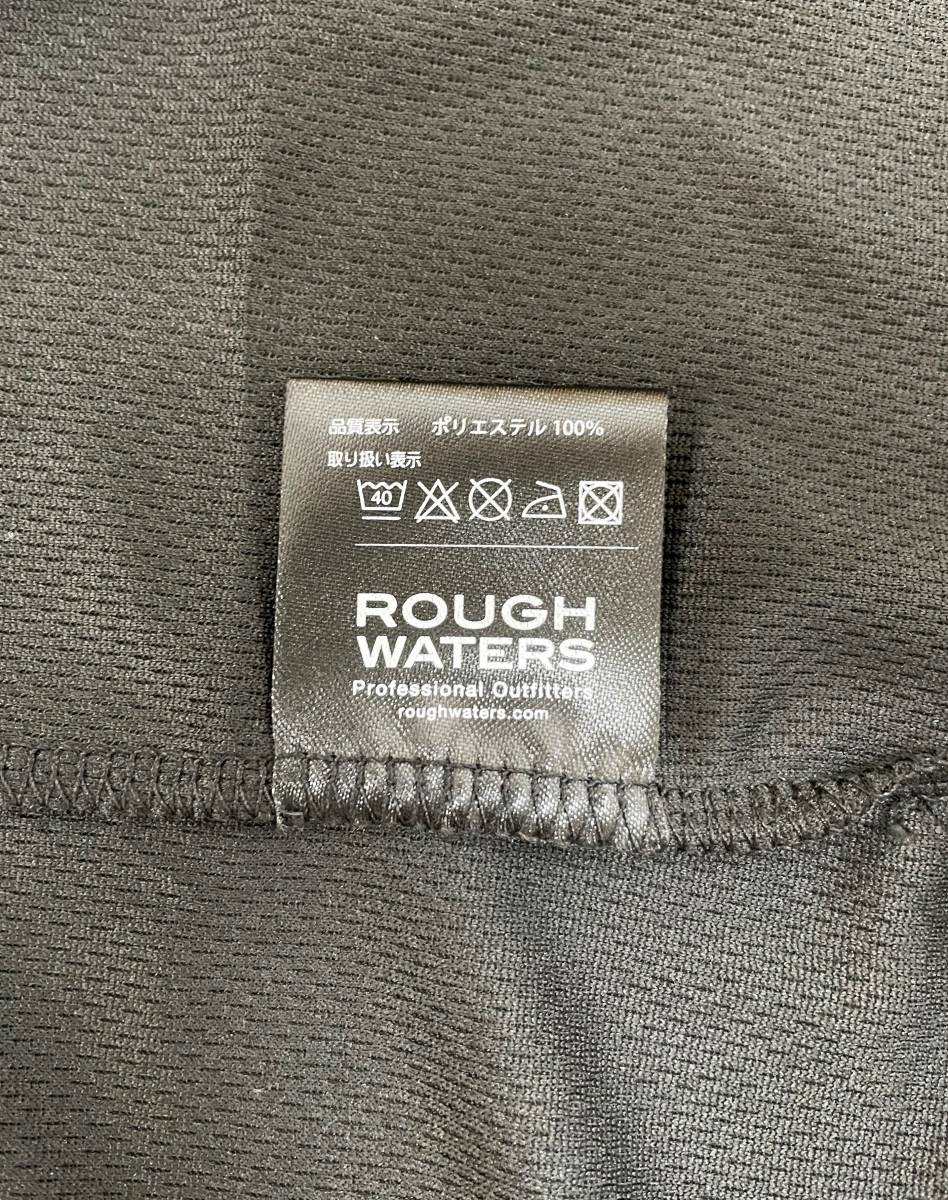 品質表示 ポリエステル 100%
取り扱い表示
40
ROUGH
WATERS
Professional Outfitters
roughwaters.com